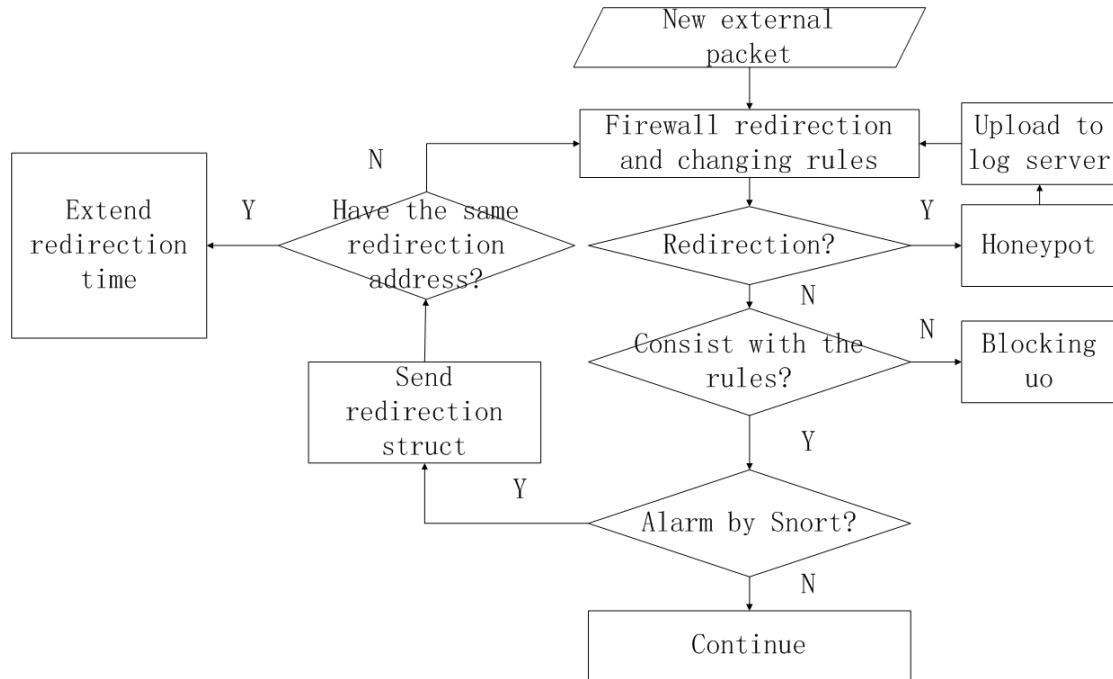 New external
packet
Firewall redirection
and changing rules
Upload to
log server
N
Extend
redirection
time
Y
Have the same
redirection
address?
Redirection?
Y
Honeypot
N
Consist with the
rules?
N
Blocking
uo
Send
redirection
struct
Y
Y
Alarm by Snort?
N
Continue